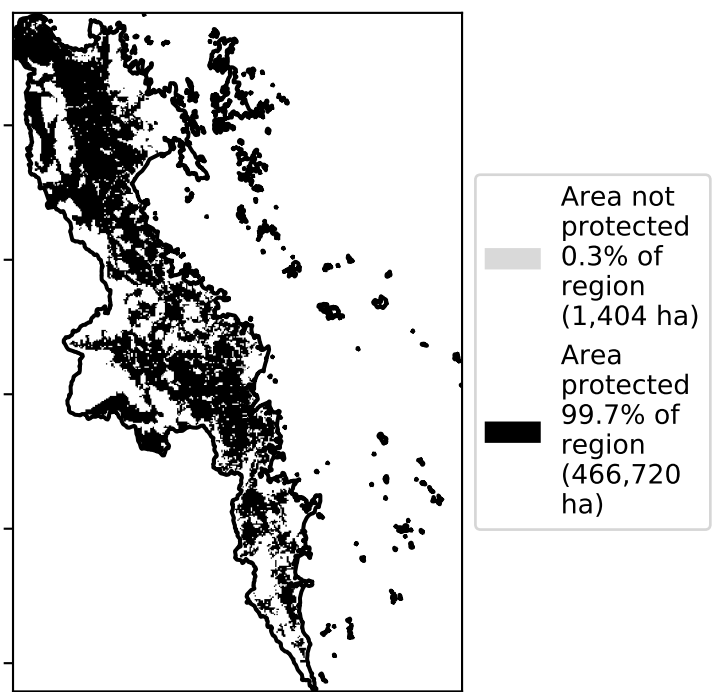 Area not
protected
0.3% of
region
(1,404 ha)
Area
protected
99.7% of
region
(466,720
ha)